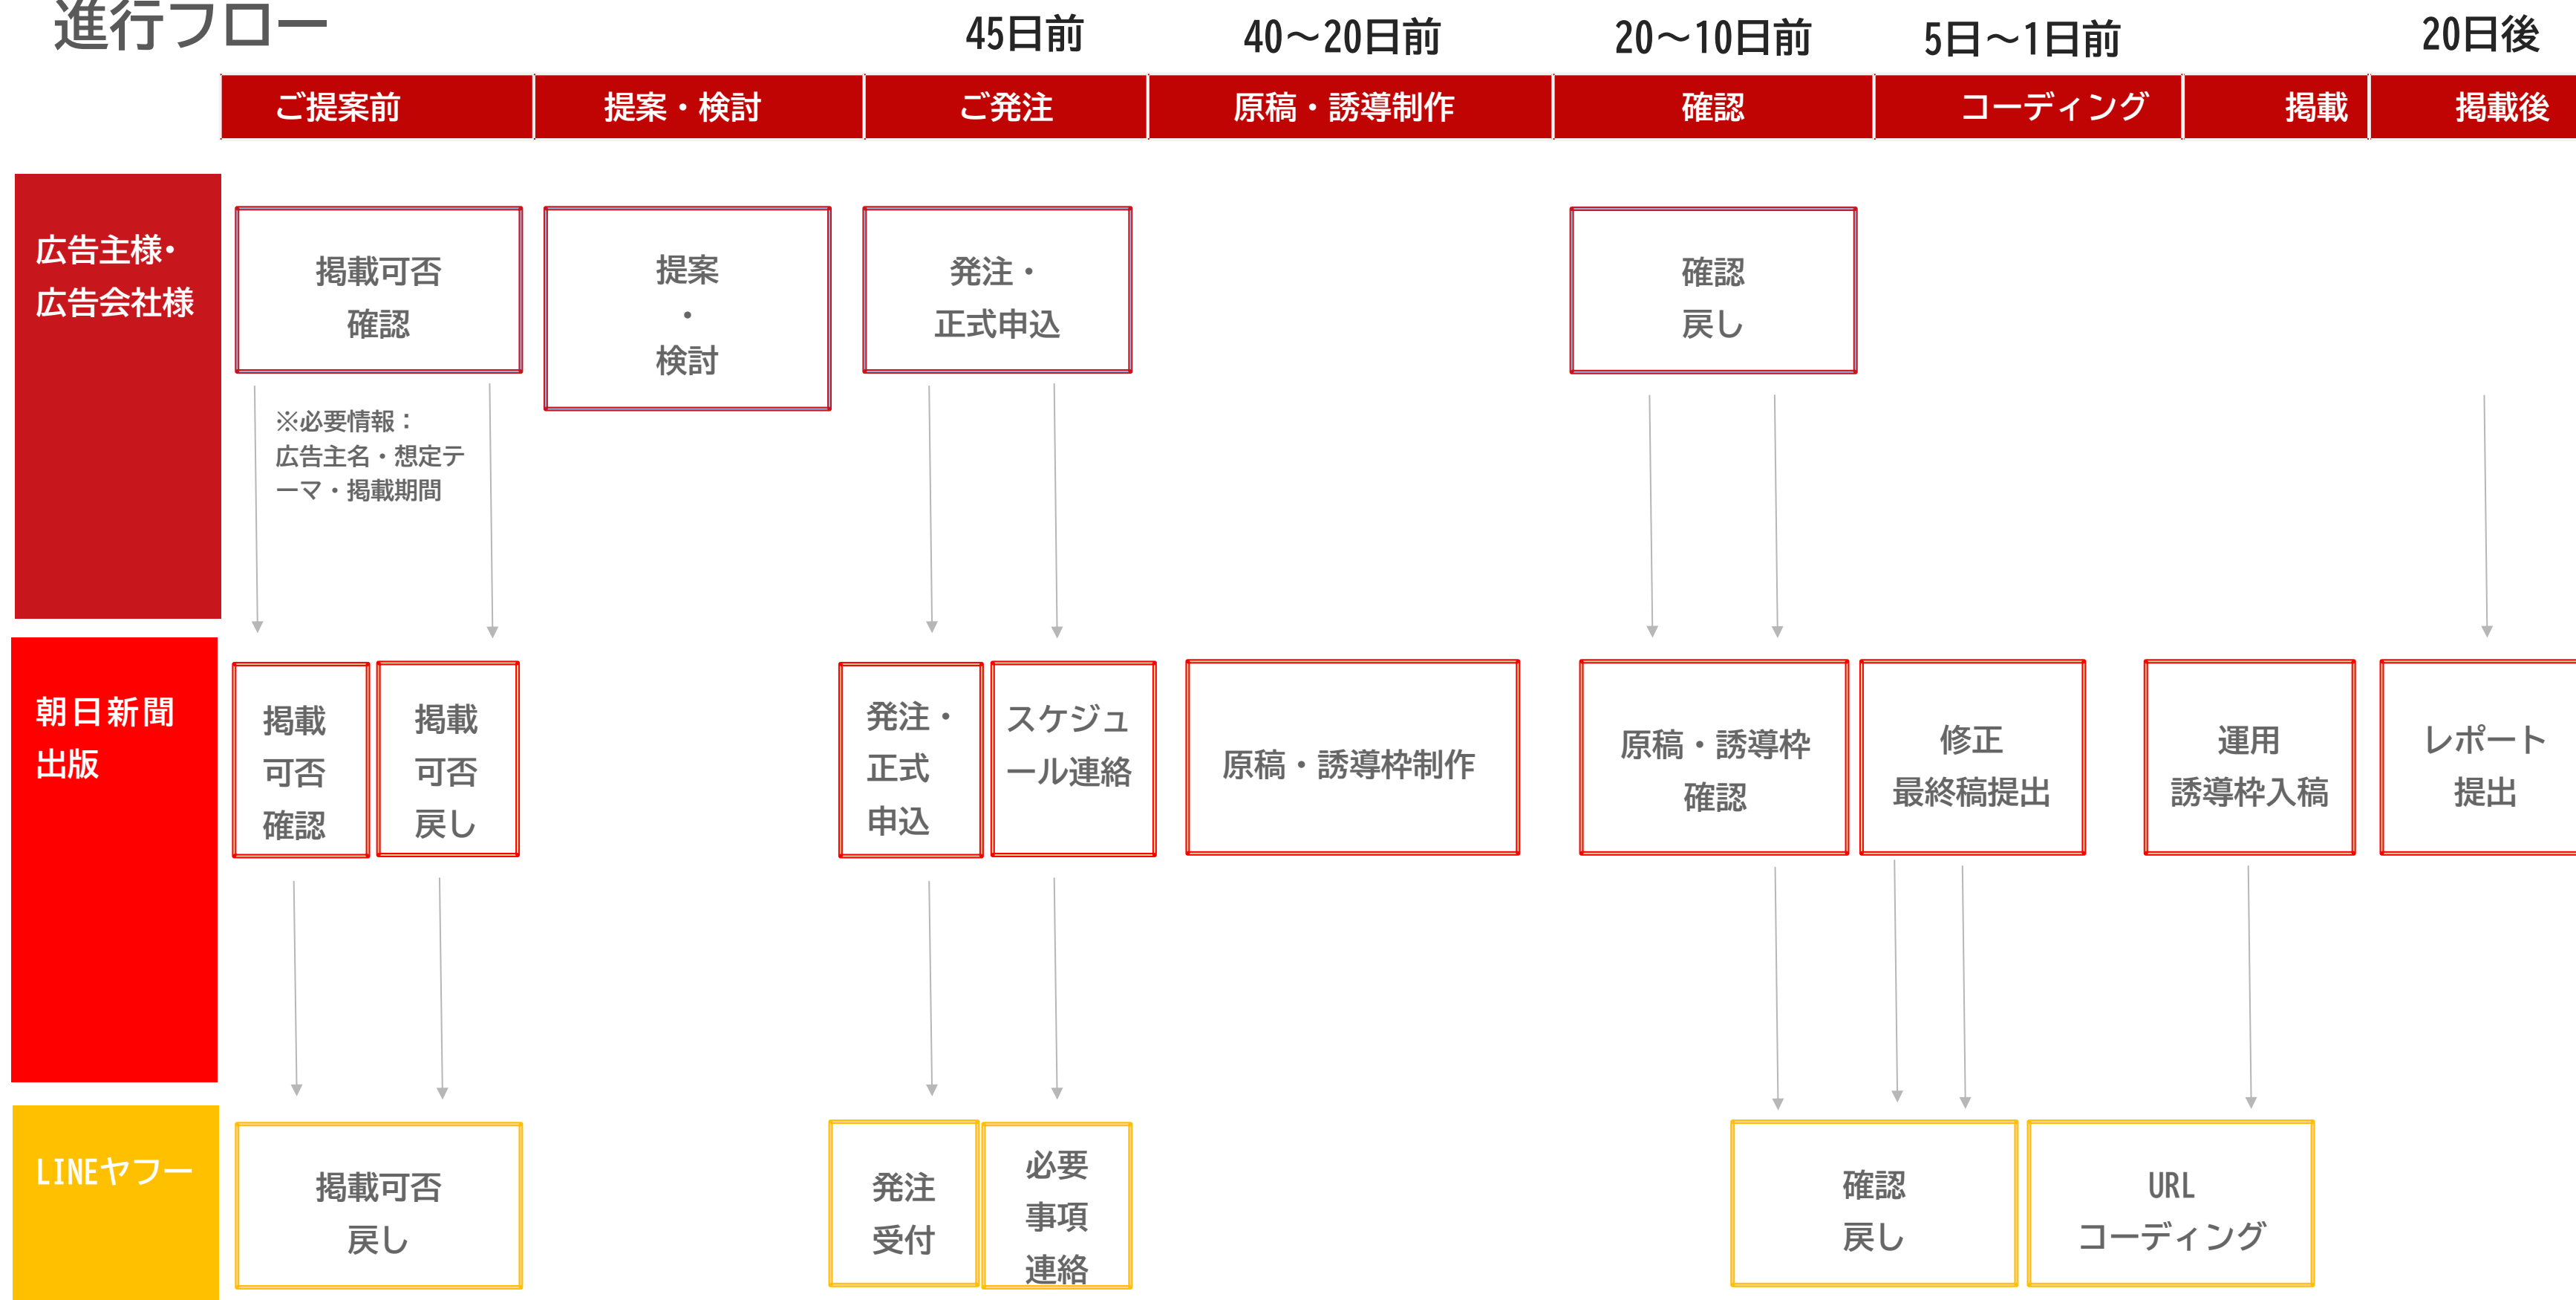 進行フロー
45日前
40～20日前
20～10日前
5日～1日前
20日後
ご提案前
提案・検討
ご発注
原稿・誘導制作
確認
コーディング
掲載
掲載後
広告主様・
広告会社様
掲載可否
確認
提案
・
検討
発注・
正式申込
確認
戻し
※必要情報：
広告主名・想定テ
ーマ・掲載期間
朝日新聞
出版
掲載
可否
確認
掲載
可否
戻し
発注・
正式
申込
スケジュ
ール連絡
原稿・誘導枠制作
原稿・誘導枠
確認
修正
最終稿提出
運用
誘導枠入稿
レポート
提出
LINEヤフー
掲載可否
戻し
発注
受付
必要
事項
連絡
確認
戻し
URL
コーディング